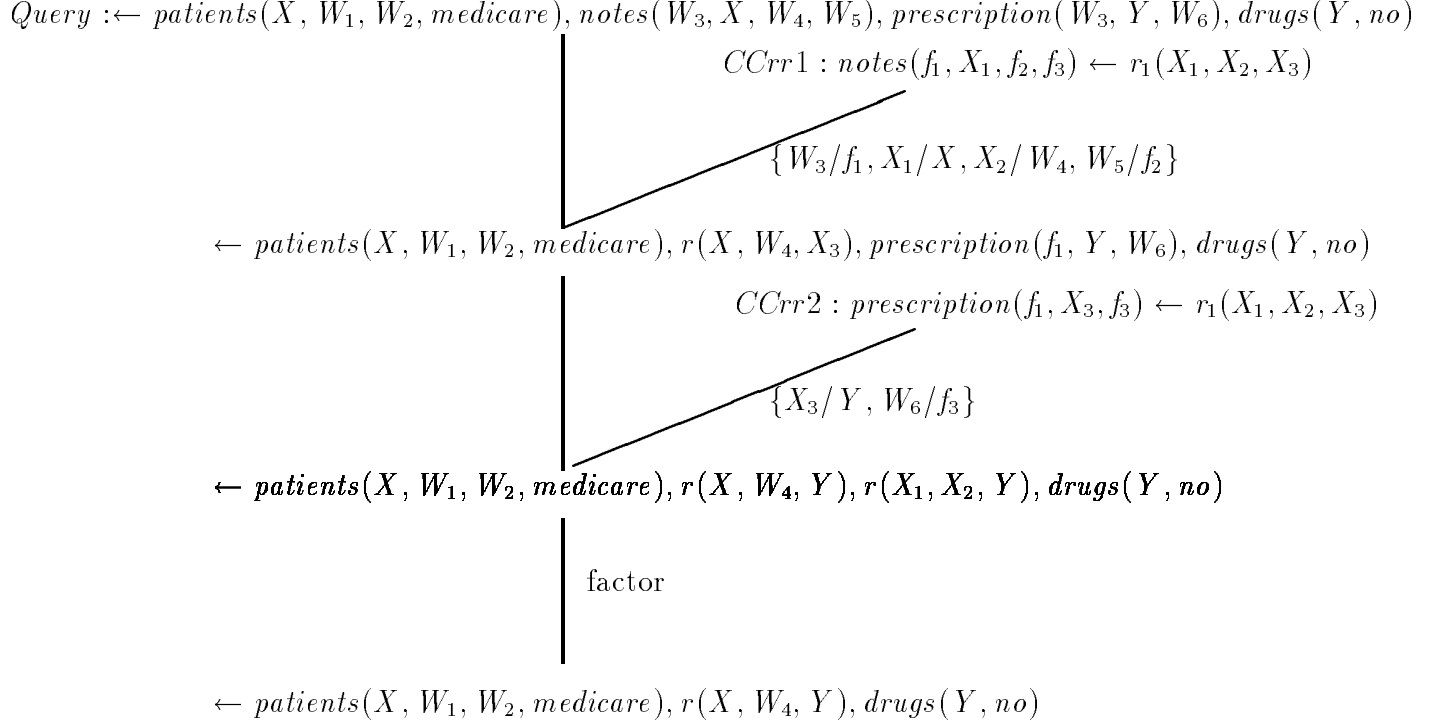 Query :← patients(X, W₁, W₂, medicare), notes(W₃, X, W₄, W₅), prescription(W₃, Y, W₆), drugs(Y, no)
CCrr1 : notes(f₁, X₁, f₂, f₃) ← r₁(X₁, X₂, X₃)
{W₃/f₁, X₁/X, X₂/W₄, W₅/f₂}
← patients(X, W₁, W₂, medicare), r(X, W₄, X₃), prescription(f₁, Y, W₆), drugs(Y, no)
CCrr2 : prescription(f₁, X₃, f₃) ← r₁(X₁, X₂, X₃)
{X₃/Y, W₆/f₃}
← patients(X, W₁, W₂, medicare), r(X, W₄, Y), r(X₁, X₂, Y), drugs(Y, no)
factor
← patients(X, W₁, W₂, medicare), r(X, W₄, Y), drugs(Y, no)